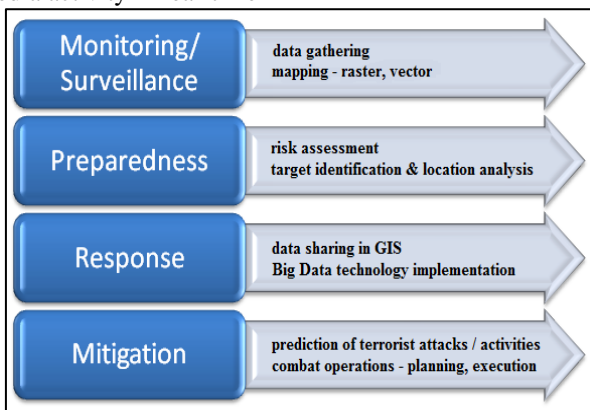 Monitoring/
Surveillance
data gathering
mapping - raster, vector
Preparedness
risk assessment
target identification & location analysis
Response
data sharing in GIS
Big Data technology implementation
Mitigation
prediction of terrorist attacks / activities
combat operations - planning, execution